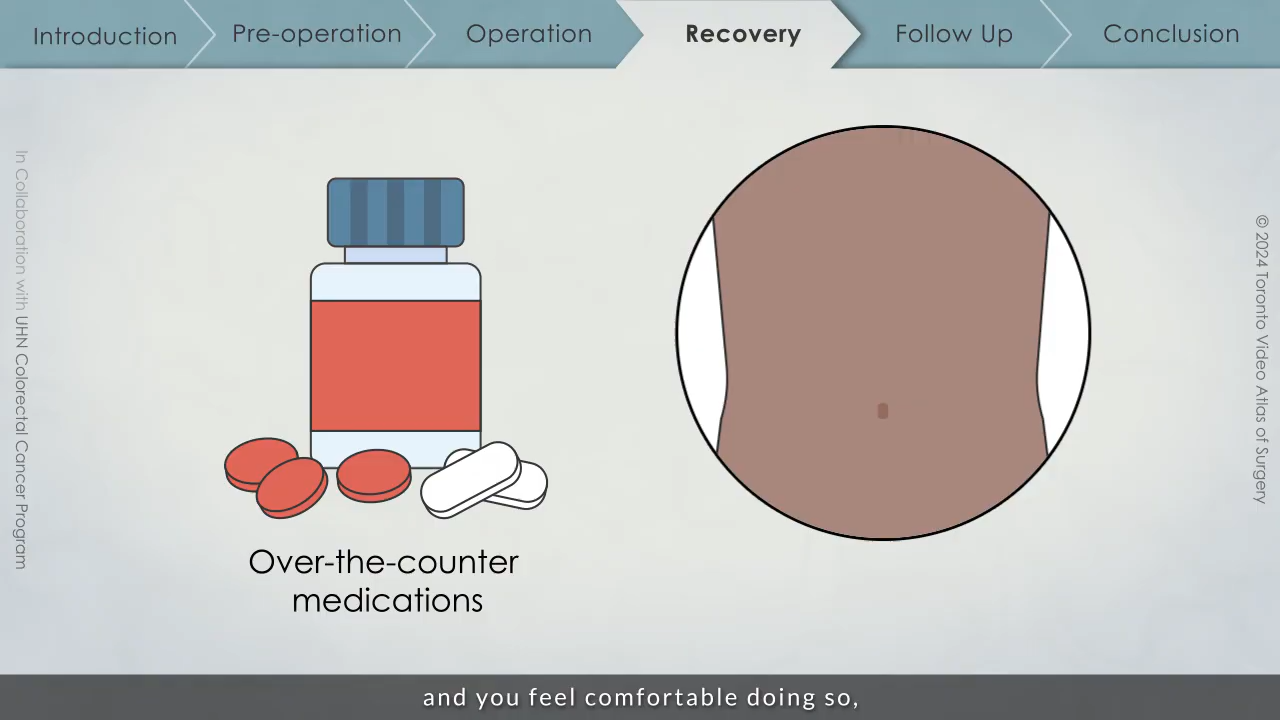 Introduction
Pre-operation
Operation
Recovery
Follow Up
Conclusion
In Collaboration with UHN Colorectal Cancer Program
© 2024 Toronto Video Atlas of Surgery
Over-the-counter
medications
and you feel comfortable doing so,